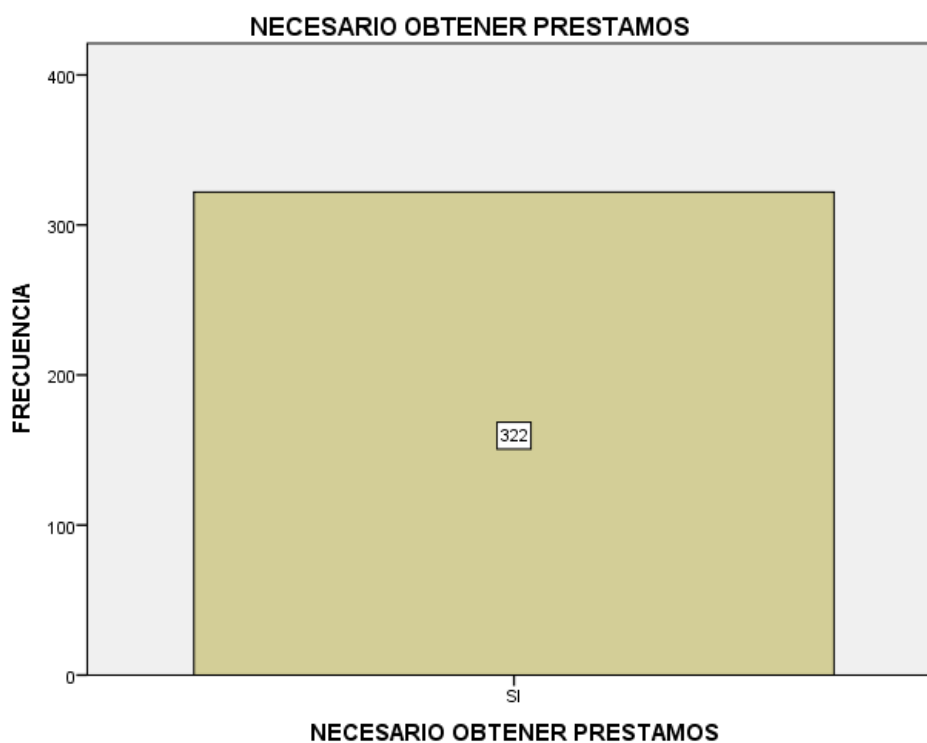 NECESARIO OBTENER PRESTAMOS
400
300
200
100
0
FRECUENCIA
322
SI
NECESARIO OBTENER PRESTAMOS